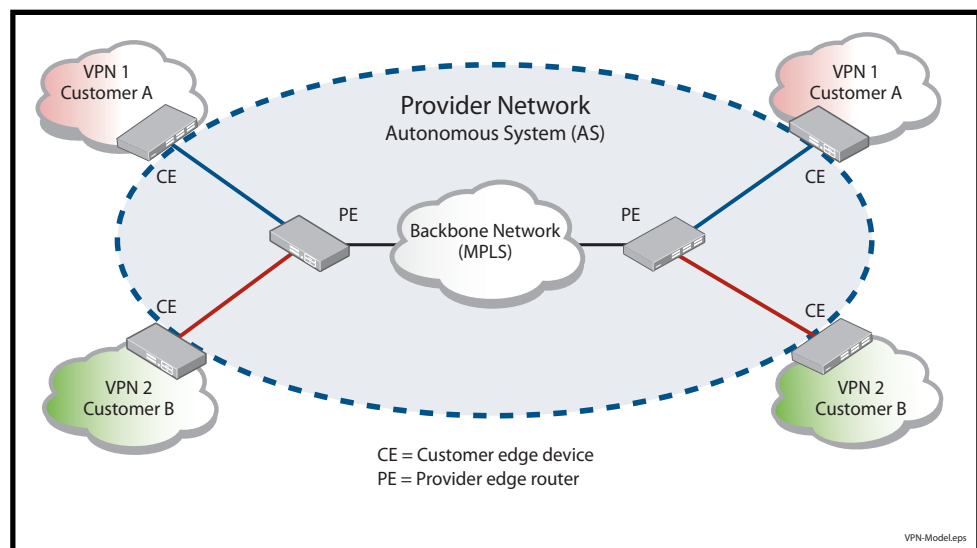 VPN 1
Customer A
VPN 1
Customer A
Provider Network
Autonomous System (AS)
CE
CE
PE
PE
Backbone Network
(MPLS)
CE
CE
VPN 2
Customer B
VPN 2
Customer B
CE = Customer edge device
PE = Provider edge router
VPN-Model.eps